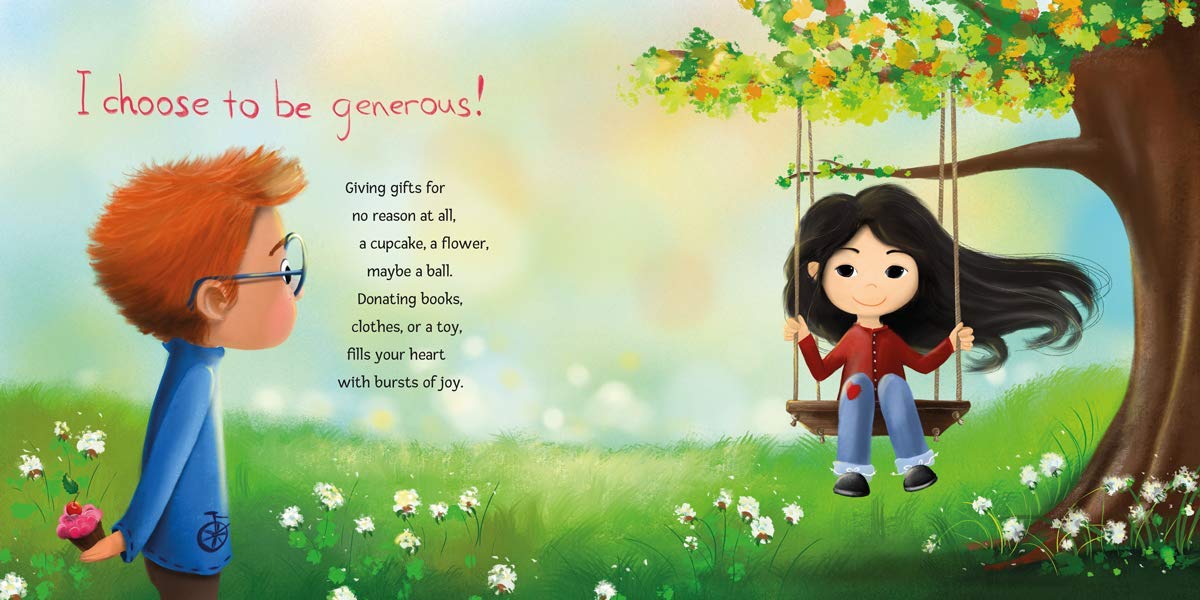 I choose to be generous!
Giving gifts for
no reason at all,
a cupcake, a flower,
maybe a ball.
Donating books,
clothes, or a toy,
fills your heart
with bursts of joy.